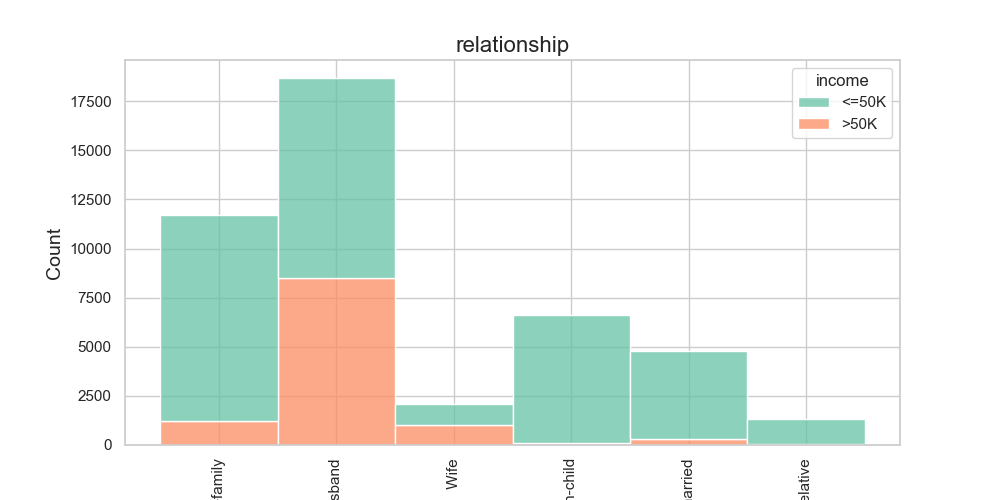 relationship
income
<=50K
>50K
Count
17500
15000
12500
10000
7500
5000
2500
0
family
sband
Wife
n-child
arried
elative